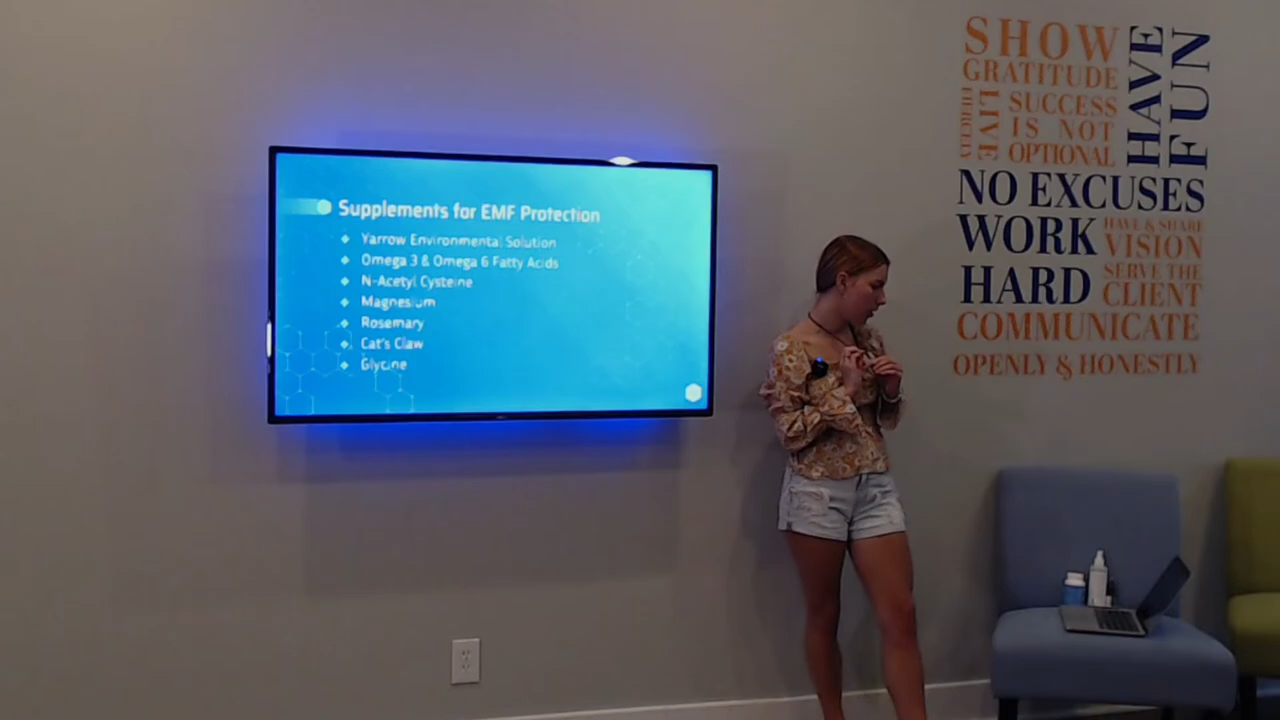 Supplements for EMF Protection
Yarrow Environmental Solution
Omega 3 & Omega 6 Fatty Acids
N-Acetyl Cysteine
Magnesium
Rosemary
Cat's Claw
Glycine
SHOW
GRATITUDE
LIVE
FIERCELY
SUCCESS
IS NOT
OPTIONAL
HAVE
FUN
NO EXCUSES
WORK
HARD
HAVE & SHARE
VISION
SERVE THE
CLIENT
COMMUNICATE
OPENLY & HONESTLY